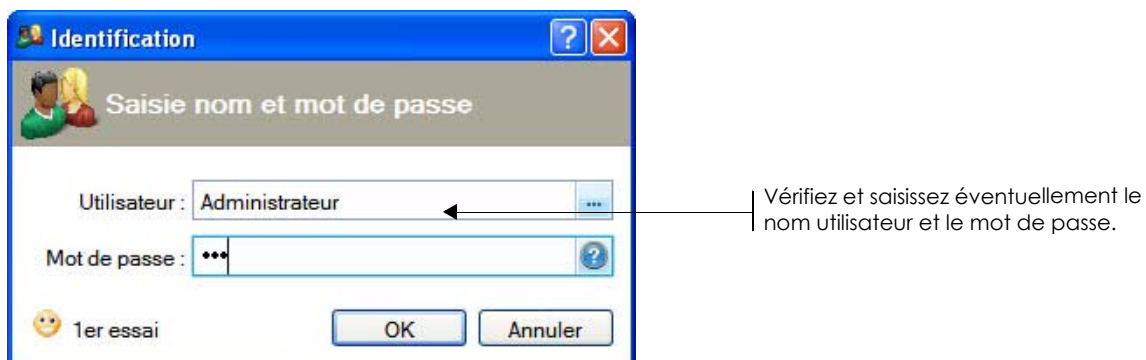 Identification
Saisie nom et mot de passe
Utilisateur : Administrateur ...
Mot de passe : •••
1er essai OK Annuler
Vérifiez et saisissez éventuellement le
nom utilisateur et le mot de passe.